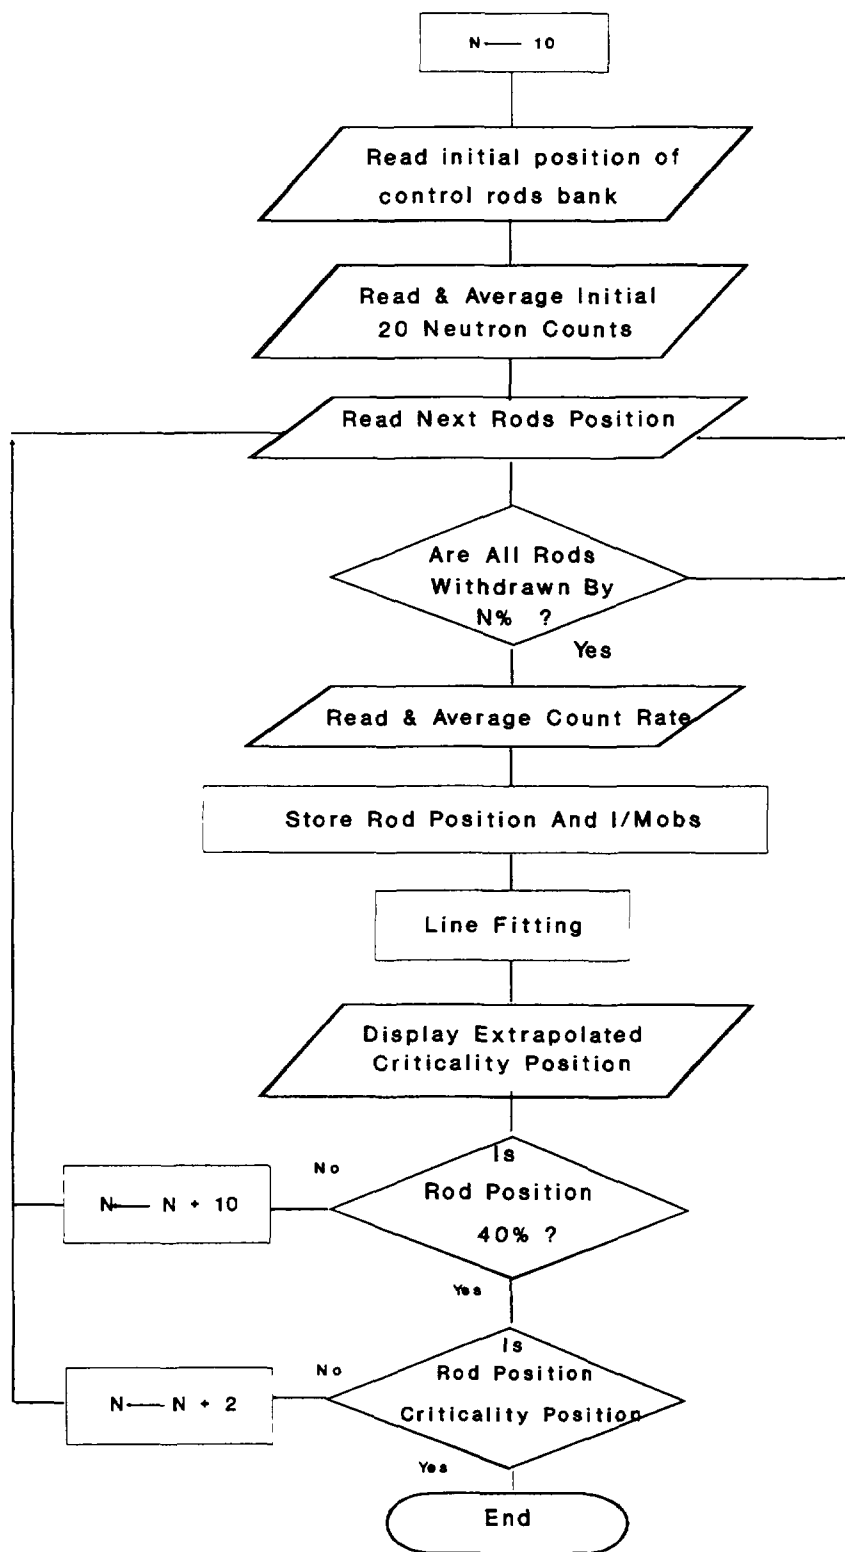 N 10
Read initial position of
control rods bank
Read & Average Initial
20 Neutron Counts
Read Next Rods Position
Are All Rods
Withdrawn By
N% ?
Yes
Read & Average Count Rate
Store Rod Position And I/Mobs
Line Fitting
Display Extrapolated
Criticality Position
Is
Rod Position
40% ?
No
N N + 10
Yes
Is
Rod Position
Criticality Position
No
N N + 2
Yes
End